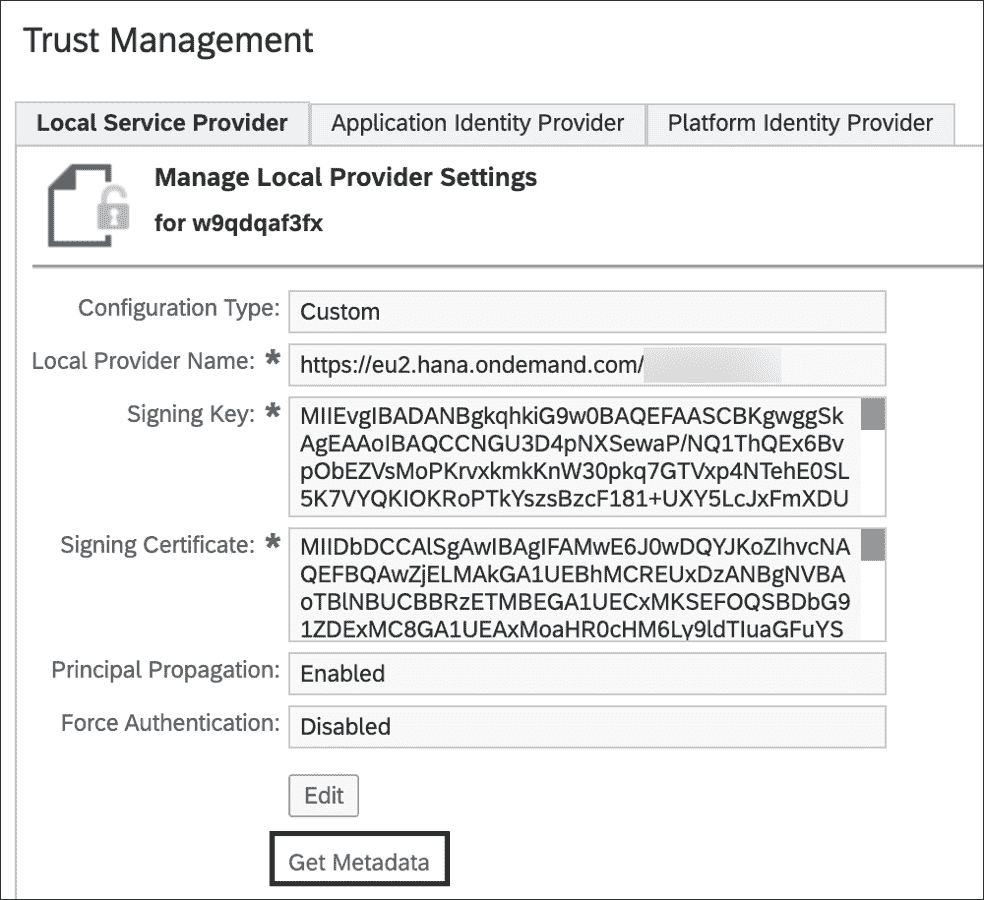 Trust Management
Local Service Provider
Application Identity Provider
Platform Identity Provider
Manage Local Provider Settings
for w9qdqaf3fx
Configuration Type: Custom
Local Provider Name: * https://eu2.hana.ondemand.com/
Signing Key: * MIIEvgIBADANBgkqhkiG9w0BAQEFAASCBKgwggSk
AgEAAoIBAQCCNGU3D4pNXSewaP/NQ1ThQEx6Bv
pObEZVsMoPKrvxkmkKnW30pkq7GTVxp4NTehE0SL
5K7VYQKIOKRoPTkYszsBzcF181+UXY5LcJxFmXDU
Signing Certificate: * MIIDbDCCAlSgAwIBAgIFAMwE6J0wDQYJKoZIhvcNA
QEFBQAwZjELMAkGA1UEBhMCREUxDzANBgNVBA
oTBlNBUCBBRzETMBEGA1UECxMKSEFOQSBDbG9
1ZDExMC8GA1UEAxMoaHR0cHM6Ly9ldTIuaGFuYS
Principal Propagation: Enabled
Force Authentication: Disabled
Edit
Get Metadata